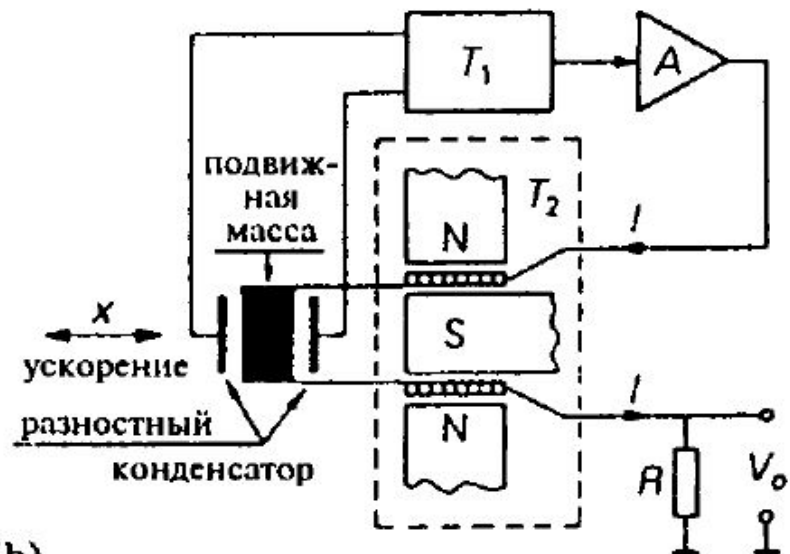 T₁
A
подвиж-
ная
масса
T₂
N
I
x
S
ускорение
I
разностный
N
конденсатор
R
Vₒ